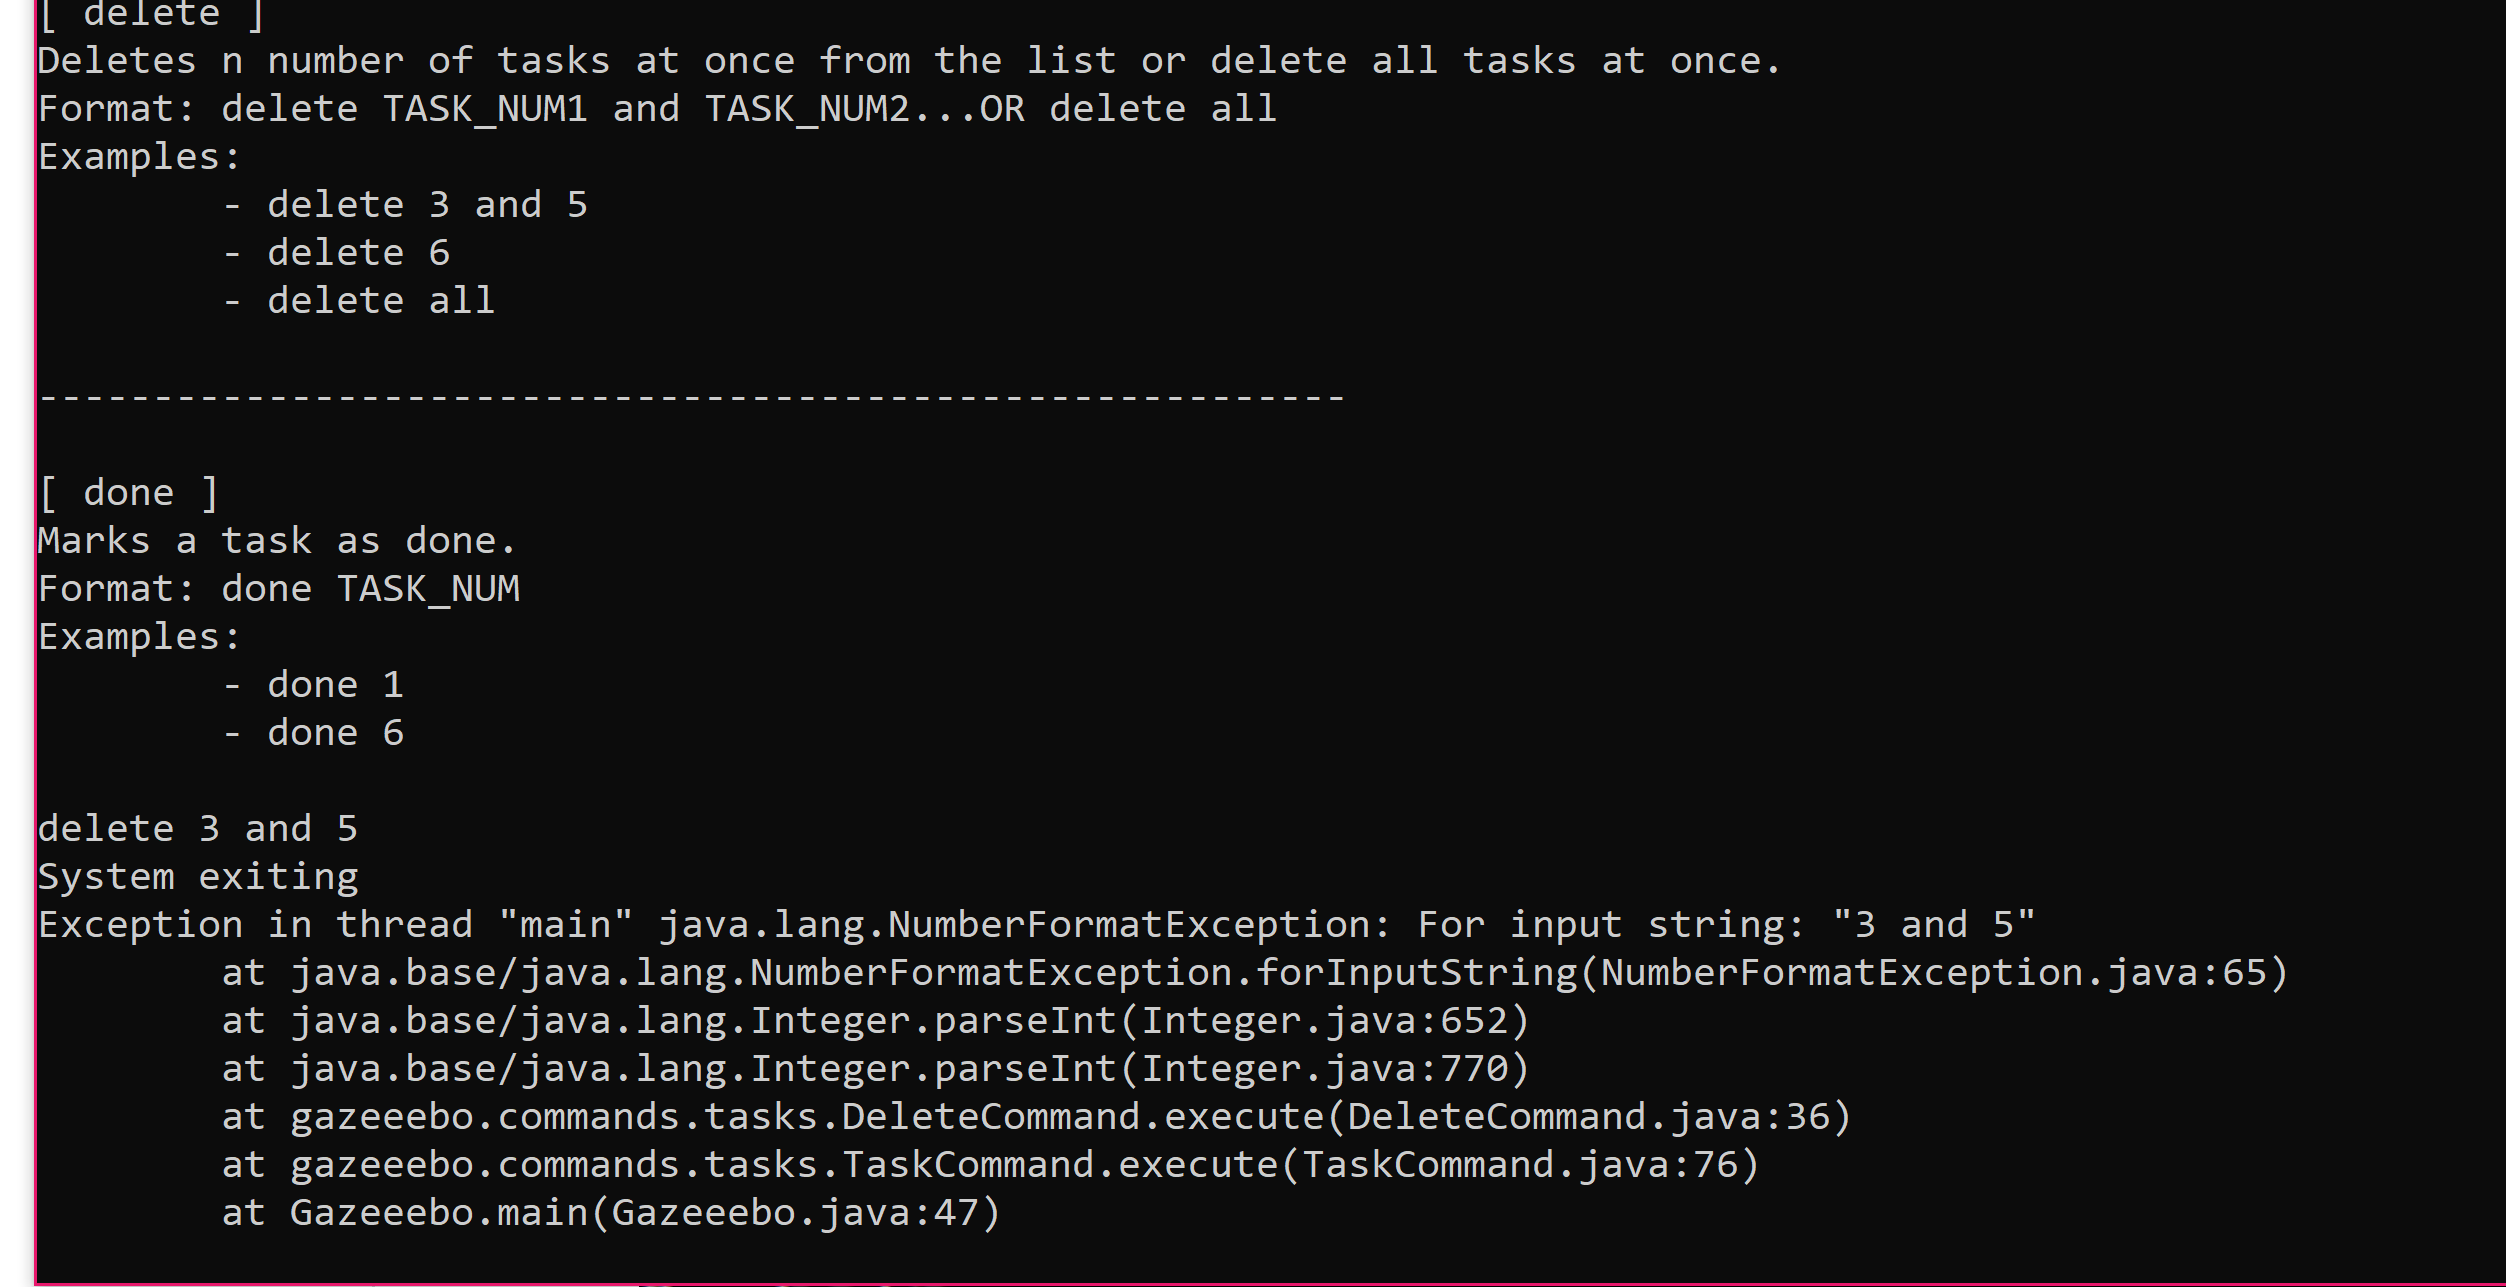 [ delete ]
Deletes n number of tasks at once from the list or delete all tasks at once.
Format: delete TASK_NUM1 and TASK_NUM2...OR delete all
Examples:
        - delete 3 and 5
        - delete 6
        - delete all
---------------------------------------------------------
[ done ]
Marks a task as done.
Format: done TASK_NUM
Examples:
        - done 1
        - done 6
delete 3 and 5
System exiting
Exception in thread "main" java.lang.NumberFormatException: For input string: "3 and 5"
        at java.base/java.lang.NumberFormatException.forInputString(NumberFormatException.java:65)
        at java.base/java.lang.Integer.parseInt(Integer.java:652)
        at java.base/java.lang.Integer.parseInt(Integer.java:770)
        at gazeeebo.commands.tasks.DeleteCommand.execute(DeleteCommand.java:36)
        at gazeeebo.commands.tasks.TaskCommand.execute(TaskCommand.java:76)
        at Gazeeebo.main(Gazeeebo.java:47)